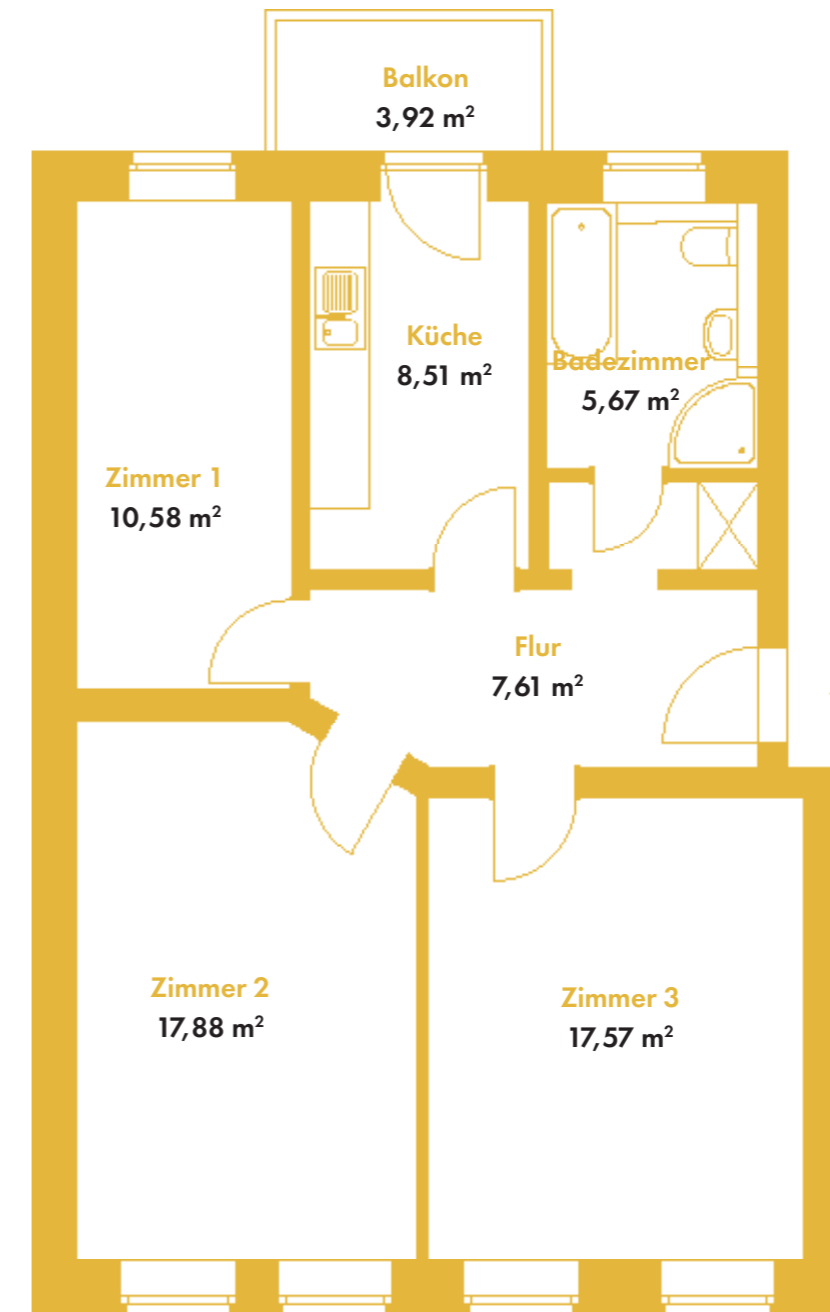 Balkon
3,92 m²
Küche
8,51 m²
Badezimmer
5,67 m²
Zimmer 1
10,58 m²
Flur
7,61 m²
Zimmer 2
17,88 m²
Zimmer 3
17,57 m²